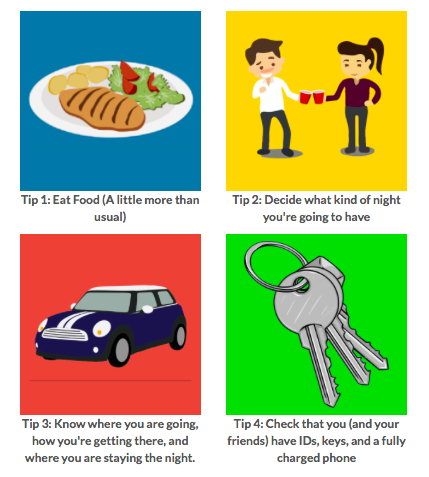 Tip 1: Eat Food (A little more than
usual)
Tip 2: Decide what kind of night
you're going to have
Tip 3: Know where you are going,
how you're getting there, and
where you are staying the night.
Tip 4: Check that you (and your
friends) have IDs, keys, and a fully
charged phone